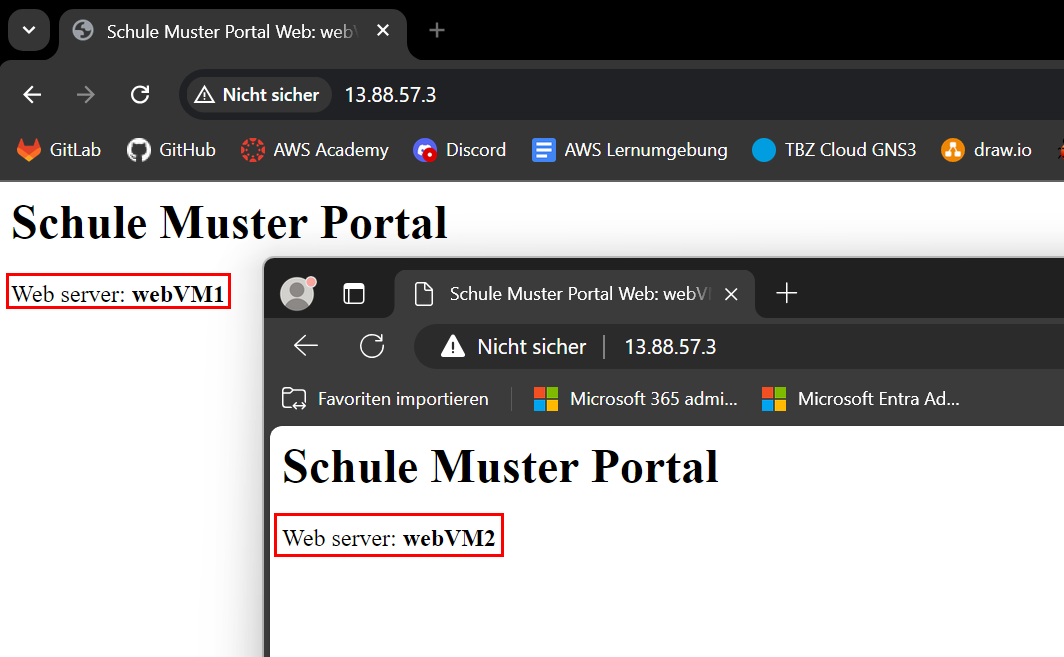 Schule Muster Portal Web: web
Nicht sicher 13.88.57.3
GitLab GitHub AWS Academy Discord AWS Lernumgebung TBZ Cloud GNS3 draw.io
Schule Muster Portal
Web server: webVM1
Schule Muster Portal Web: webV
Nicht sicher 13.88.57.3
Favoriten importieren Microsoft 365 admi... Microsoft Entra Ad...
Schule Muster Portal
Web server: webVM2